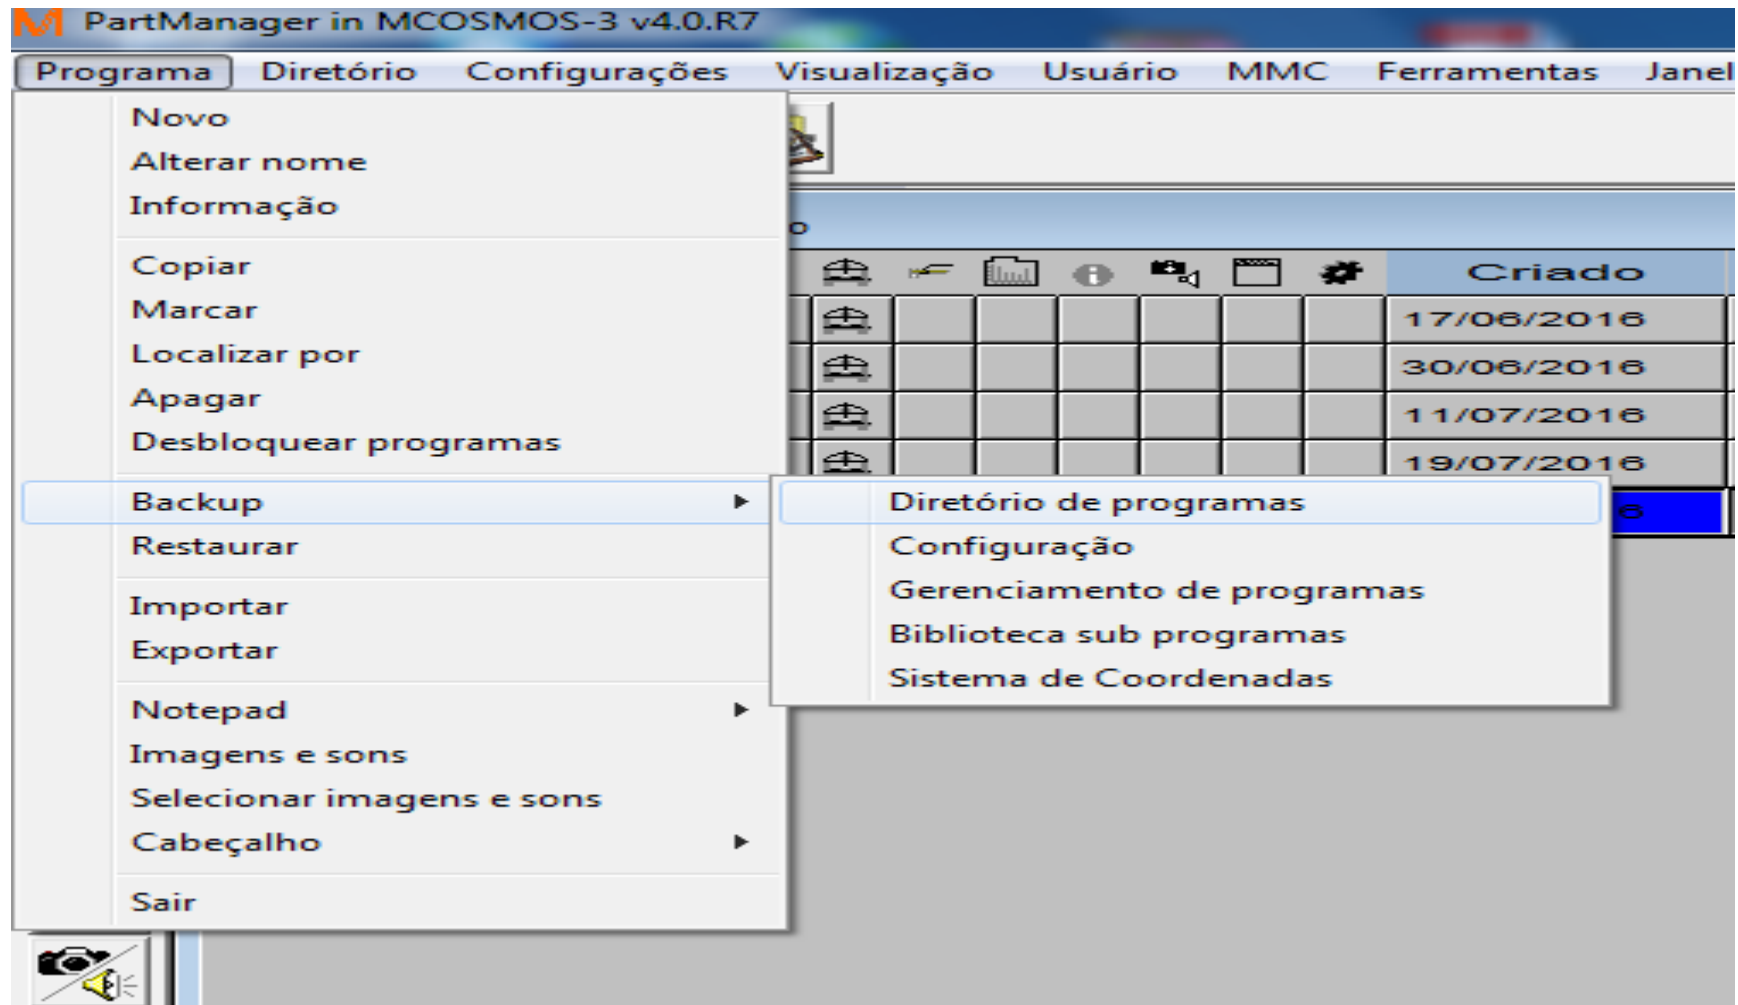 PartManager in MCOSMOS-3 v4.0.R7
Programa Diretório Configurações Visualização Usuário MMC Ferramentas Janel
Novo
Alterar nome
Informação
o
Copiar
Criado
Marcar
17/06/2016
Localizar por
30/06/2016
Apagar
11/07/2016
Desbloquear programas
19/07/2016
Backup
Diretório de programas
6
Restaurar
Configuração
Gerenciamento de programas
Importar
Biblioteca sub programas
Exportar
Sistema de Coordenadas
Notepad
Imagens e sons
Selecionar imagens e sons
Cabeçalho
Sair